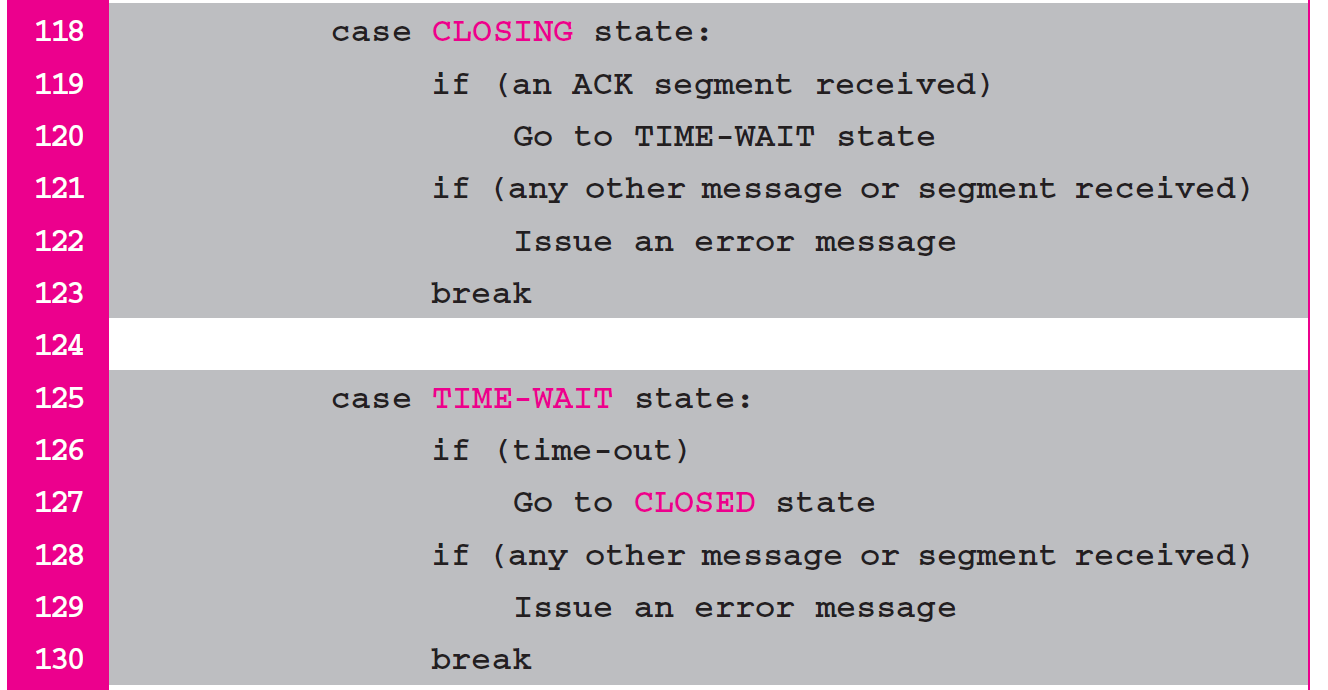 118 case CLOSING state:
119 if (an ACK segment received)
120 Go to TIME-WAIT state
121 if (any other message or segment received)
122 Issue an error message
123 break
124
125 case TIME-WAIT state:
126 if (time-out)
127 Go to CLOSED state
128 if (any other message or segment received)
129 Issue an error message
130 break